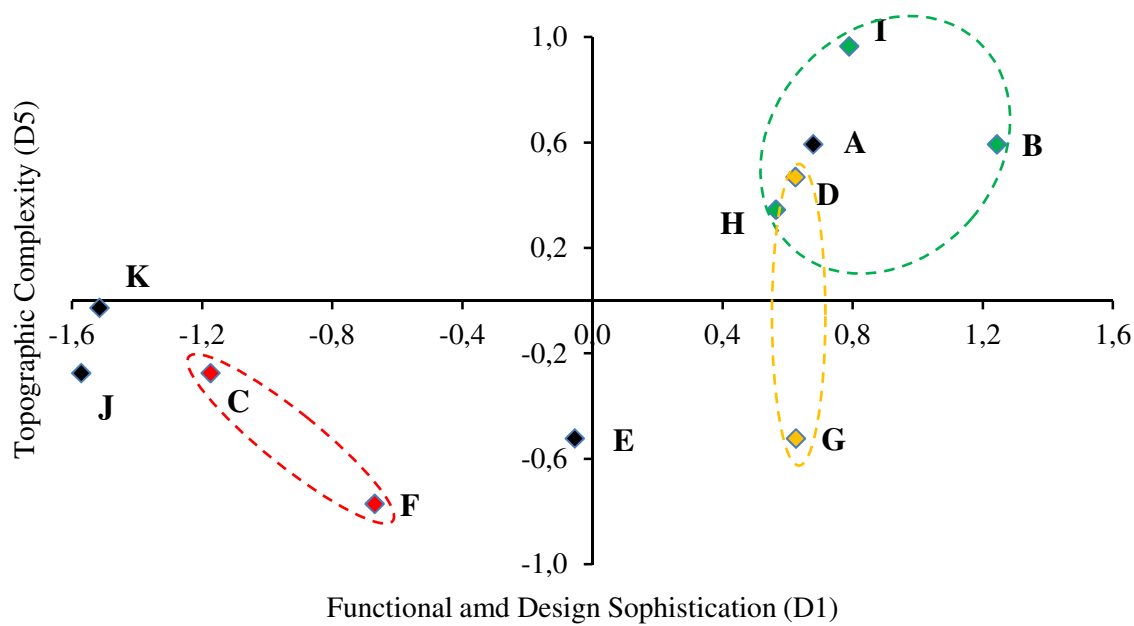 I
1,0
A
0,6
B
D
H
0,2
K
-1,6
-1,2
-0,8
-0,4
0,0
0,4
0,8
1,2
1,6
-0,2
J
C
E
G
-0,6
F
-1,0
Topographic Complexity (D5)
Functional amd Design Sophistication (D1)